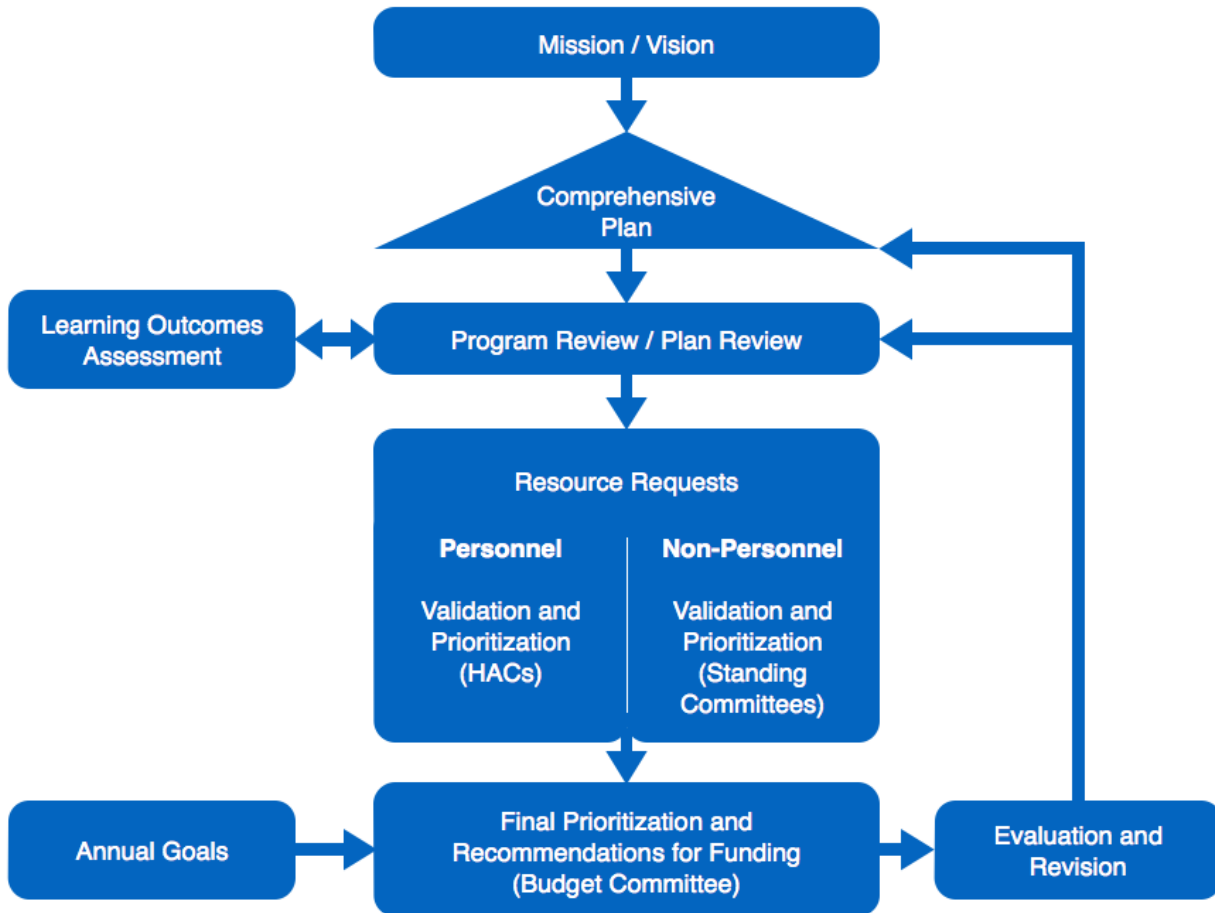 Mission / Vision
Comprehensive
Plan
Learning Outcomes
Assessment
Program Review / Plan Review
Resource Requests
Personnel
Validation and
Prioritization
(HACs)
Non-Personnel
Validation and
Prioritization
(Standing
Committees)
Annual Goals
Final Prioritization and
Recommendations for Funding
(Budget Committee)
Evaluation and
Revision